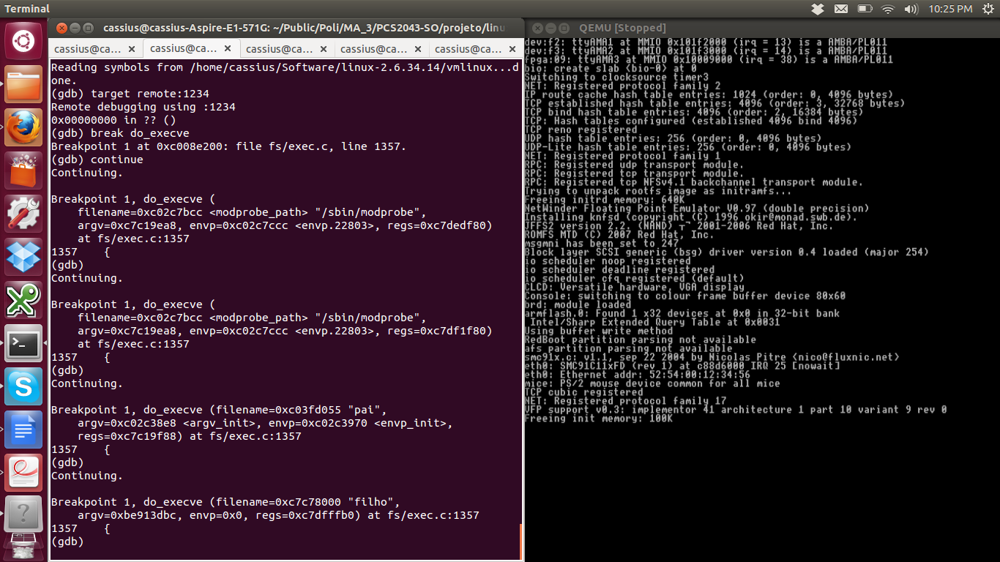 Terminal
10:25 PM
cassius@cassius-Aspire-E1-571G: ~/Public/Poli/MA_3/PCS2043-SO/projeto/linu
cassius@ca... × cassius@ca... × cassius@ca... × cassius@ca... × cassius@ca... ×
Reading symbols from /home/cassius/Software/linux-2.6.34.14/vmlinux...d
one.
(gdb) target remote:1234
Remote debugging using :1234
0x00000000 in ?? ()
(gdb) break do_execve
Breakpoint 1 at 0xc008e200: file fs/exec.c, line 1357.
(gdb) continue
Continuing.
Breakpoint 1, do_execve (
    filename=0xc02c7bcc <modprobe_path> "/sbin/modprobe",
    argv=0xc7c19ea8, envp=0xc02c7ccc <envp.22803>, regs=0xc7dedf80)
    at fs/exec.c:1357
1357    {
(gdb)
Continuing.
Breakpoint 1, do_execve (
    filename=0xc02c7bcc <modprobe_path> "/sbin/modprobe",
    argv=0xc7c19ea8, envp=0xc02c7ccc <envp.22803>, regs=0xc7df1f80)
    at fs/exec.c:1357
1357    {
(gdb)
Continuing.
Breakpoint 1, do_execve (filename=0xc03fd055 "pai",
    argv=0xc02c38e8 <argv_init>, envp=0xc02c3970 <envp_init>,
    regs=0xc7c19f88) at fs/exec.c:1357
1357    {
(gdb)
Continuing.
Breakpoint 1, do_execve (filename=0xc7c78000 "filho",
    argv=0xbe913dbc, envp=0x0, regs=0xc7dfffb0) at fs/exec.c:1357
1357    {
(gdb)
QEMU [Stopped]
dev:f2: ttyAMA1 at MMIO 0x101f2000 (irq = 13) is a AMBA/PL011
dev:f3: ttyAMA2 at MMIO 0x101f3000 (irq = 14) is a AMBA/PL011
fpga:09: ttyAMA3 at MMIO 0x10009000 (irq = 38) is a AMBA/PL011
bio: create slab <bio-0> at 0
Switching to clocksource timer3
NET: Registered protocol family 2
IP route cache hash table entries: 1024 (order: 0, 4096 bytes)
TCP established hash table entries: 4096 (order: 3, 32768 bytes)
TCP bind hash table entries: 4096 (order: 2, 16384 bytes)
TCP: Hash tables configured (established 4096 bind 4096)
TCP reno registered
UDP hash table entries: 256 (order: 0, 4096 bytes)
UDP-Lite hash table entries: 256 (order: 0, 4096 bytes)
NET: Registered protocol family 1
RPC: Registered udp transport module.
RPC: Registered tcp transport module.
RPC: Registered tcp NFSv4.1 backchannel transport module.
Trying to unpack rootfs image as initramfs...
Freeing initrd memory: 640K
NetWinder Floating Point Emulator V0.97 (double precision)
Installing knfsd (copyright (C) 1996 okir@monad.swb.de).
JFFS2 version 2.2. (NAND) 2001-2006 Red Hat, Inc.
ROMFS MTD (C) 2007 Red Hat, Inc.
msgmni has been set to 247
Block layer SCSI generic (bsg) driver version 0.4 loaded (major 254)
io scheduler noop registered
io scheduler deadline registered
io scheduler cfq registered (default)
CLCD: Versatile hardware, VGA display
Console: switching to colour frame buffer device 80x60
brd: module loaded
armflash.0: Found 1 x32 devices at 0x0 in 32-bit bank
 Intel/Sharp Extended Query Table at 0x0031
Using buffer write method
RedBoot partition parsing not available
afs partition parsing not available
smc91x.c: v1.1, sep 22 2004 by Nicolas Pitre <nico@fluxnic.net>
eth0: SMC91C11xFD (rev 1) at c88d6000 IRQ 25 [nowait]
eth0: Ethernet addr: 52:54:00:12:34:56
mice: PS/2 mouse device common for all mice
TCP cubic registered
NET: Registered protocol family 17
VFP support v0.3: implementor 41 architecture 1 part 10 variant 9 rev 0
Freeing init memory: 100K